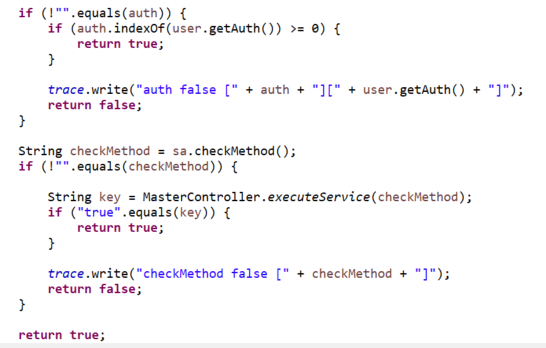 if (!"".equals(auth)) {
if (auth.indexOf(user.getAuth()) >= 0) {
return true;
}
trace.write("auth false [" + auth + "][" + user.getAuth() + "]");
return false;
}
String checkMethod = sa.checkMethod();
if (!"".equals(checkMethod)) {
String key = MasterController.executeService(checkMethod);
if ("true".equals(key)) {
return true;
}
trace.write("checkMethod false [" + checkMethod + "]");
return false;
}
return true;